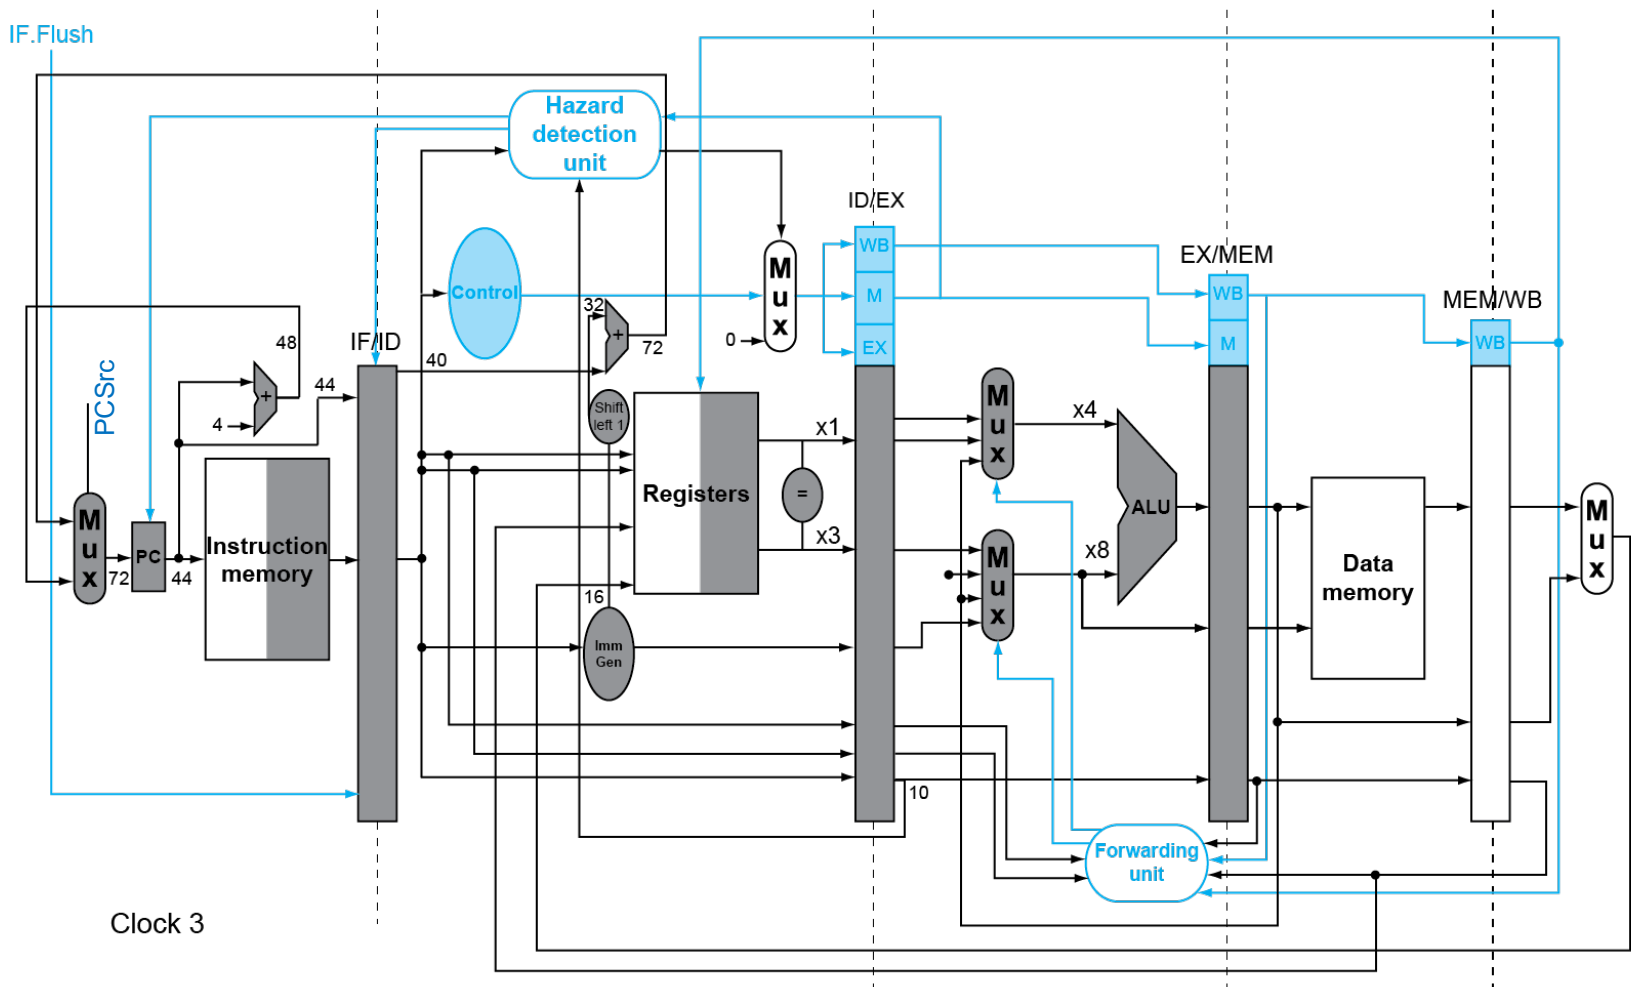 IF.Flush
Hazard
detection
unit
ID/EX
WB
M
EX
EX/MEM
WB
M
MEM/WB
WB
Control
M
u
x
0
32
+
72
IF/ID
40
48
PCSrc
4
+
44
Shift
left 1
Registers
x1
=
x3
M
u
x
x4
M
u
x
x8
ALU
M
u
x
72
PC
44
Instruction
memory
Data
memory
M
u
x
16
Imm
Gen
10
Forwarding
unit
Clock 3